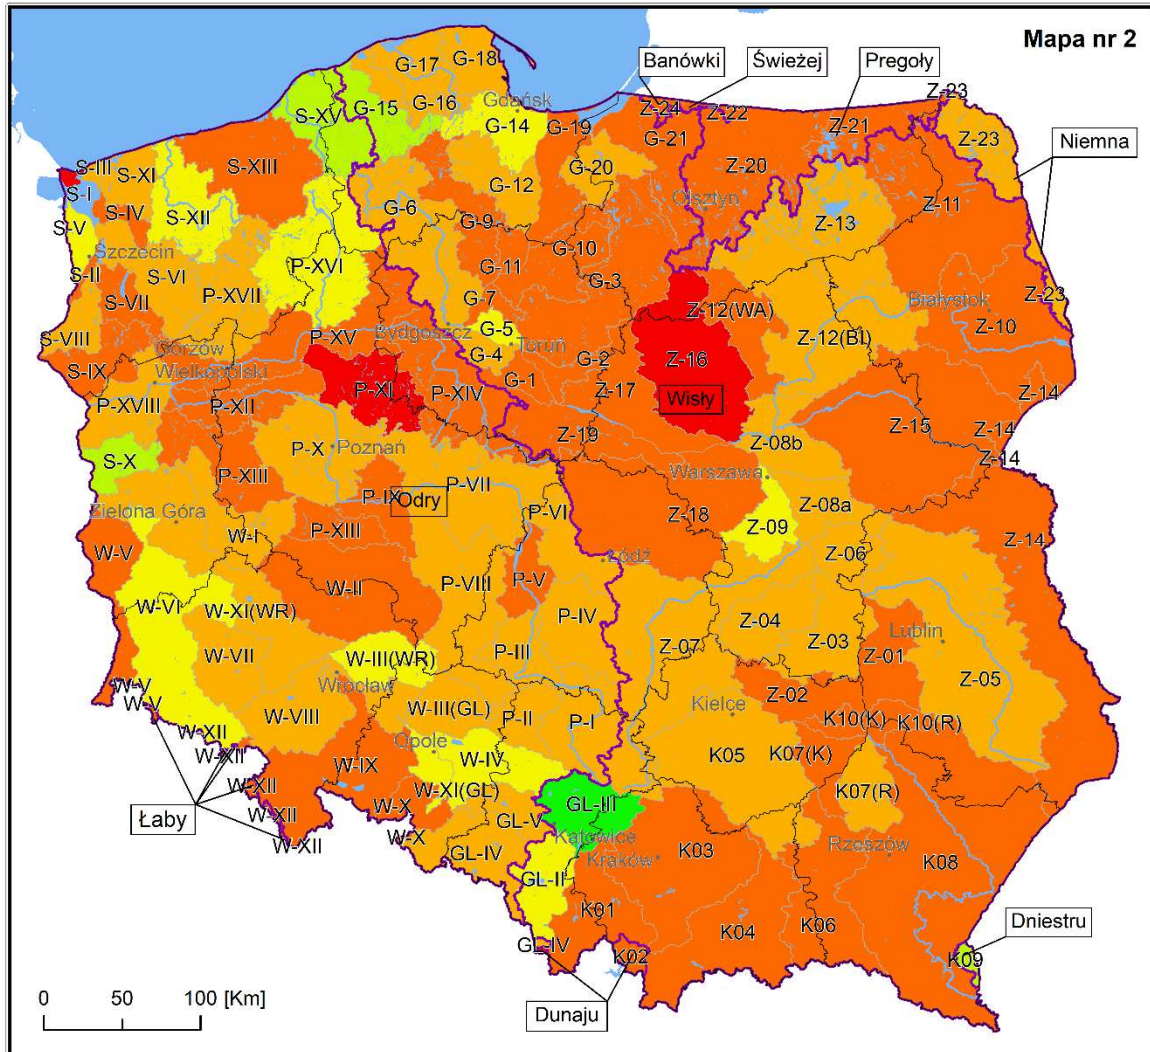 Mapa nr 2
Banówki
Świeżej
Pregoły
G-18
G-17
Z-23
S-XV
G-15
G-16
Gdańsk
Z-24
Z-22
G-14
G-19
Z-21
G-21
Z-23
Niemna
S-III
S-XI
S-XIII
G-20
Z-20
S-I
G-12
Olsztyn
S-IV
S-XII
G-6
G-9
Z-13
Z-11
S-V
Szczecin
G-10
S-II
S-VI
P-XVI
G-11
G-3
S-VII
P-XVII
G-7
Z-12(WA)
Białystok
Z-23
S-VIII
P-XV
Bydgoszcz
G-5
Toruń
Z-12(BI)
Z-10
Gorzów
Wielkopolski
G-4
G-2
Z-16
S-IX
P-XI
P-XIV
G-1
Z-17
Wisły
Z-14
P-XVIII
P-XII
Z-15
Z-14
P-X
Poznań
Z-19
Z-08b
Z-14
S-X
P-XIII
P-VII
Warszawa
P-IX
Odry
Zielona Góra
P-VI
Z-18
Z-09
Z-08a
W-I
P-XIII
Z-14
W-V
Łódź
Z-06
W-II
P-VIII
P-V
W-VI
W-XI(WR)
P-IV
Z-04
Z-03
Lublin
W-VII
W-III(WR)
P-III
Z-07
Z-01
Wrocław
Z-05
W-V
W-V
Z-02
W-VIII
W-III(GL)
P-II
P-I
Kielce
K10(K)
K10(R)
W-XII
Opole
K05
K07(K)
W-XII
W-IX
W-IV
W-XII
W-XI(GL)
K07(R)
Łaby
W-X
GL-III
W-XII
GL-V
Katowice
Rzeszów
W-XII
W-X
GL-IV
Kraków
K03
K08
GL-II
K01
K04
K06
Dniestru
GL-IV
K02
K09
0 50 100 [Km]
Dunaju